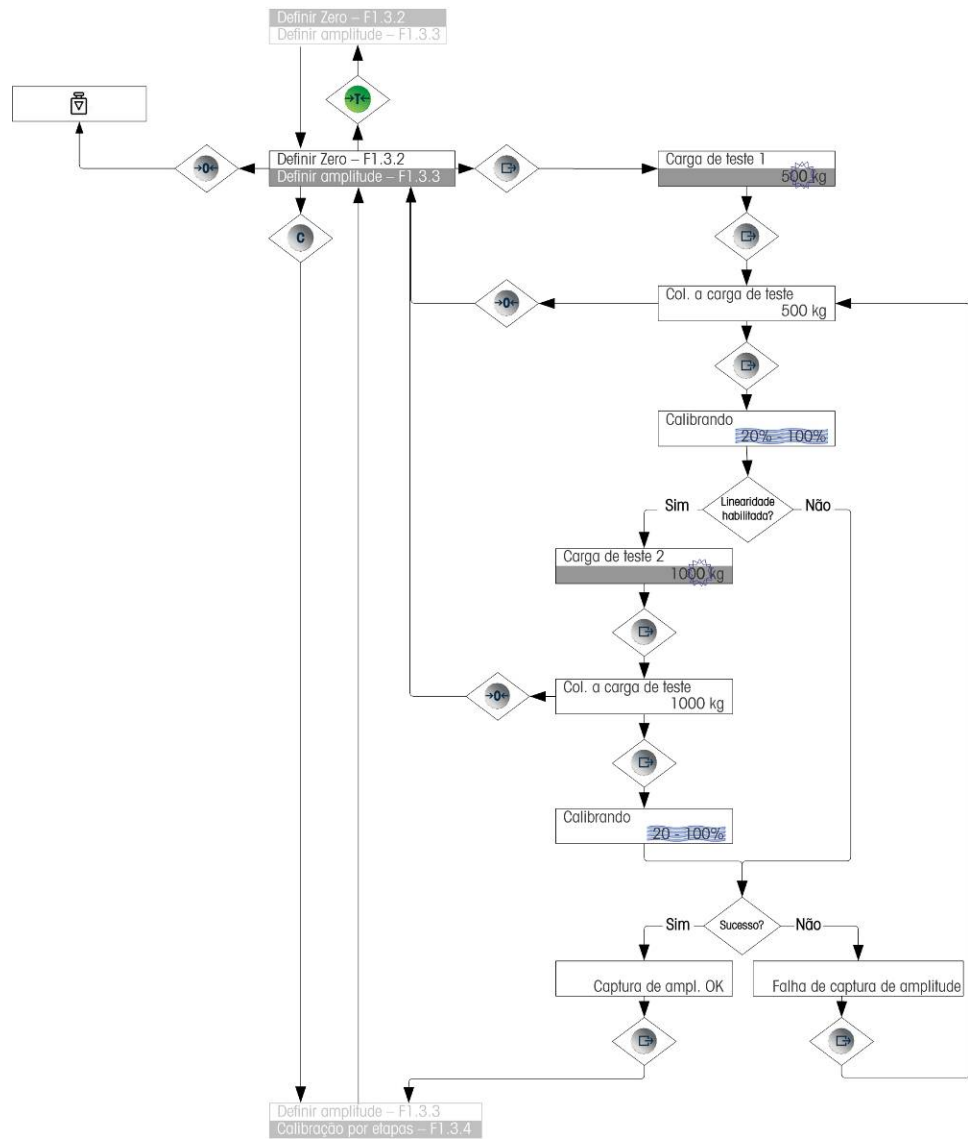 Definir Zero – F1.3.2
Definir amplitude – F1.3.3
→T←
→0←
Definir Zero – F1.3.2
Definir amplitude – F1.3.3
Carga de teste 1
500 kg
C
→0←
Col. a carga de teste
500 kg
Calibrando
20% - 100%
Sim
Linearidade
habilitada?
Não
Carga de teste 2
1000 kg
→0←
Col. a carga de teste
1000 kg
Calibrando
20 - 100%
Sim
Sucesso?
Não
Captura de ampl. OK
Falha de captura de amplitude
Definir amplitude – F1.3.3
Calibração por etapas – F1.3.4